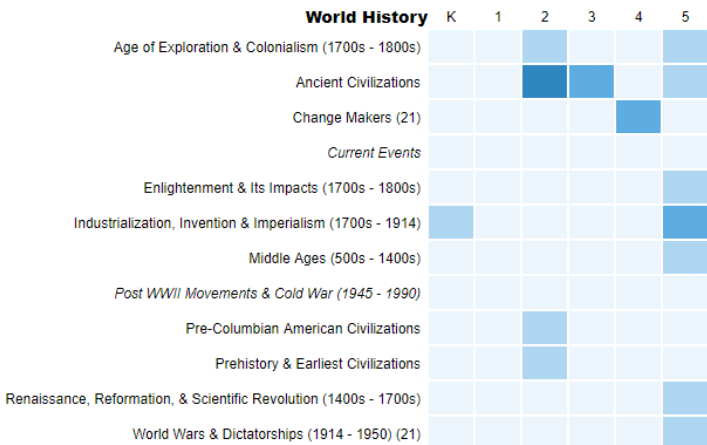 World History K 1 2 3 4 5
Age of Exploration & Colonialism (1700s - 1800s)
Ancient Civilizations
Change Makers (21)
Current Events
Enlightenment & Its Impacts (1700s - 1800s)
Industrialization, Invention & Imperialism (1700s - 1914)
Middle Ages (500s - 1400s)
Post WWII Movements & Cold War (1945 - 1990)
Pre-Columbian American Civilizations
Prehistory & Earliest Civilizations
Renaissance, Reformation, & Scientific Revolution (1400s - 1700s)
World Wars & Dictatorships (1914 - 1950) (21)